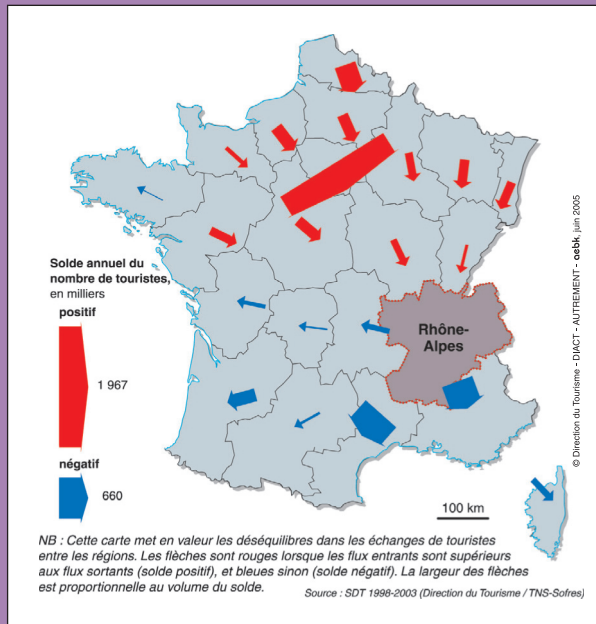 Solde annuel du
nombre de touristes,
en milliers
positif
1 967
négatif
660
Rhône-
Alpes
100 km
© Direction du Tourisme - DIACT - AUTREMENT - oebk, juin 2005
NB : Cette carte met en valeur les déséquilibres dans les échanges de touristes
entre les régions. Les flèches sont rouges lorsque les flux entrants sont supérieurs
aux flux sortants (solde positif), et bleues sinon (solde négatif). La largeur des flèches
est proportionnelle au volume du solde.
Source : SDT 1998-2003 (Direction du Tourisme / TNS-Sofres)